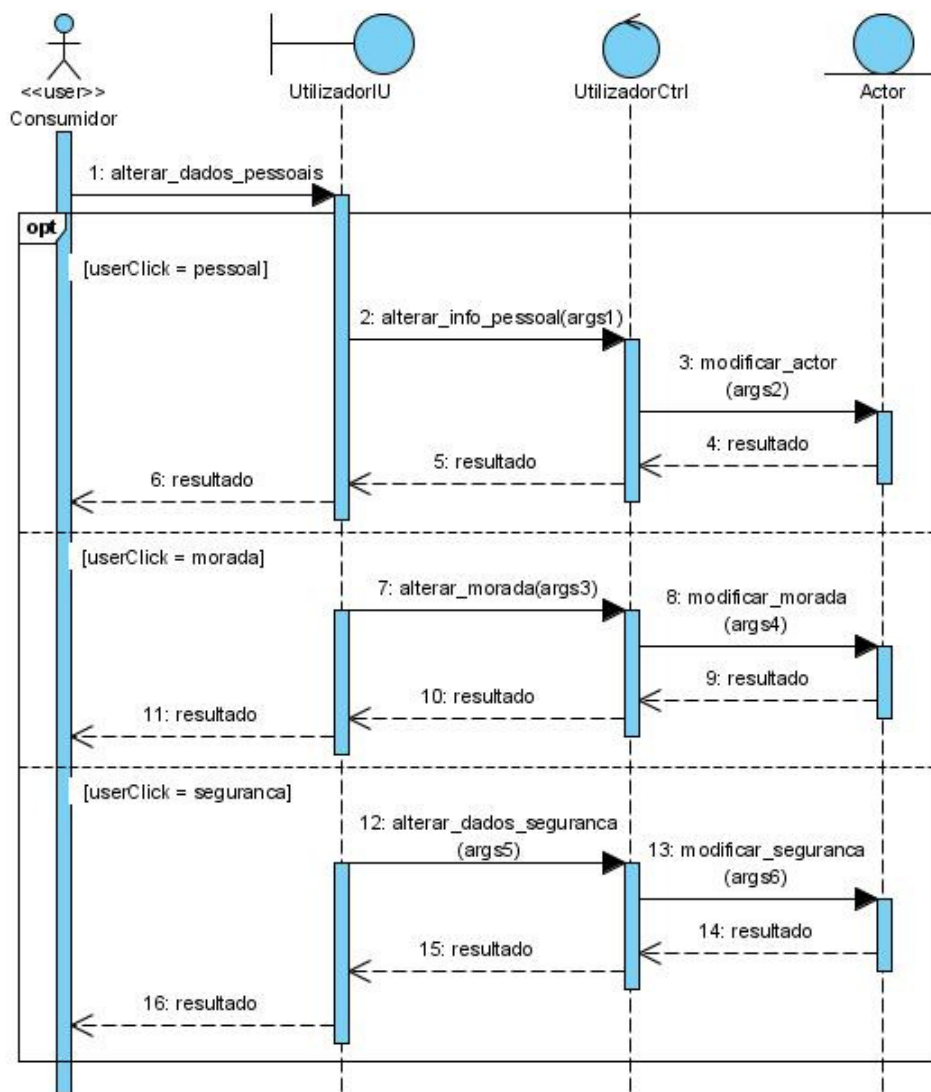 <<user>>
Consumidor
UtilizadorIU
UtilizadorCtrl
Actor
1: alterar_dados_pessoais
opt
[userClick = pessoal]
2: alterar_info_pessoal(args1)
3: modificar_actor
(args2)
4: resultado
5: resultado
6: resultado
[userClick = morada]
7: alterar_morada(args3)
8: modificar_morada
(args4)
9: resultado
10: resultado
11: resultado
[userClick = seguranca]
12: alterar_dados_seguranca
(args5)
13: modificar_seguranca
(args6)
14: resultado
15: resultado
16: resultado